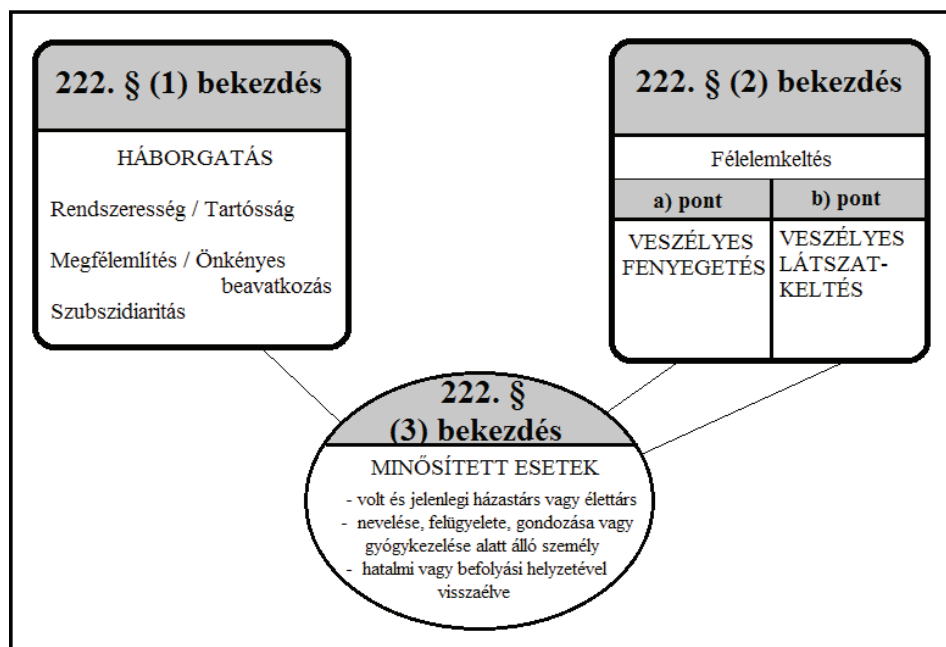 222. § (1) bekezdés
HÁBORGATÁS
Rendszeresség / Tartósság
Megfélemlítés / Önkényes
beavatkozás
Szubszidiaritás
222. § (2) bekezdés
Félelemkeltés
a) pont
VESZÉLYES
FENYEGETÉS
b) pont
VESZÉLYES
LÁTSZAT-
KELTÉS
222. §
(3) bekezdés
MINŐSÍTETT ESETEK
- volt és jelenlegi házastárs vagy élettárs
- nevelése, felügyelete, gondozása vagy
gyógykezelése alatt álló személy
- hatalmi vagy befolyási helyzetével
visszaélve